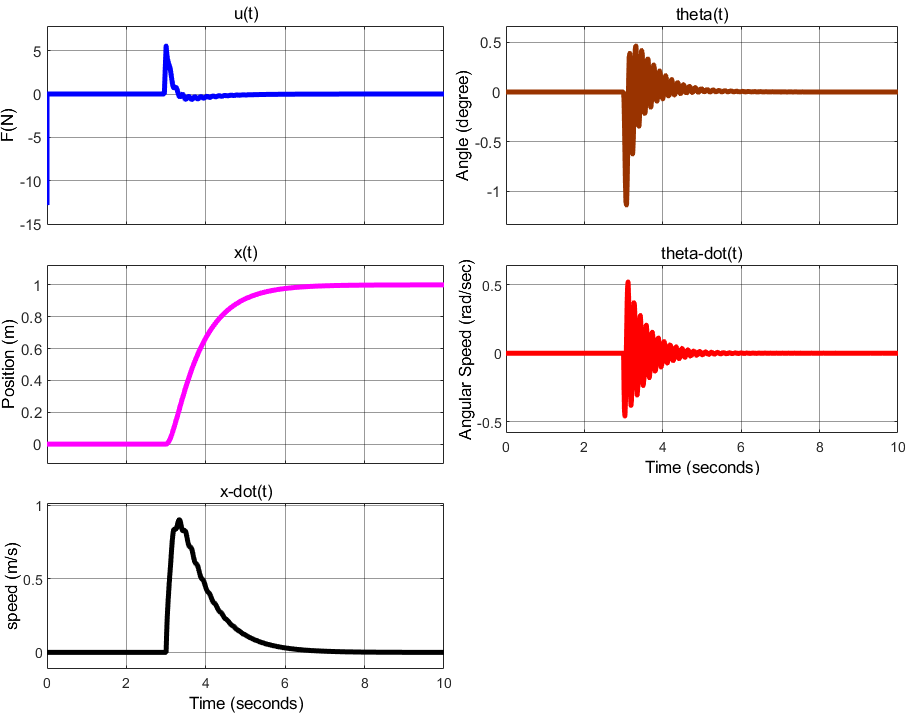 u(t)
F(N)
5
0
-5
-10
-15
theta(t)
Angle (degree)
0.5
0
-0.5
-1
x(t)
Position (m)
1
0.8
0.6
0.4
0.2
0
theta-dot(t)
Angular Speed (rad/sec)
0.5
0
-0.5
0 2 4 6 8 10
Time (seconds)
x-dot(t)
speed (m/s)
1
0.5
0
0 2 4 6 8 10
Time (seconds)